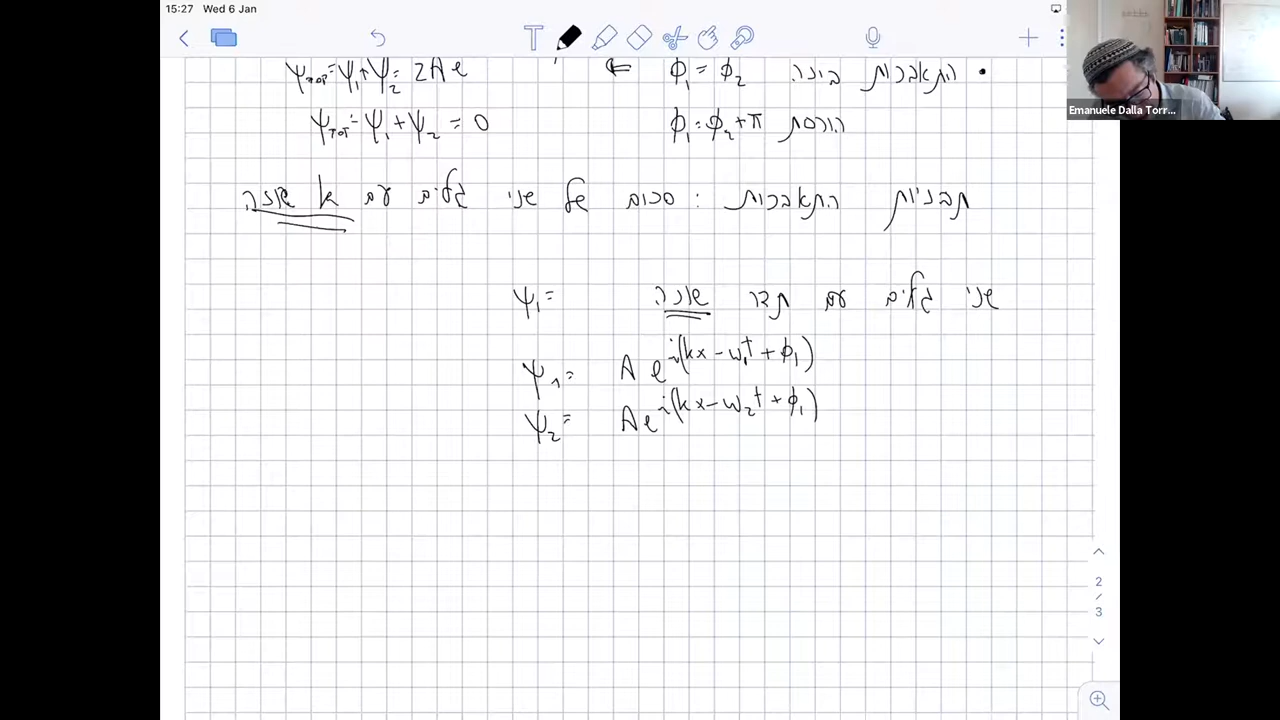 15:27 Wed 6 Jan
Emanuele Dalla Torr...
• התאבכות בונה φ₁ = φ₂ ⇐ Ψ_TOT = Ψ₁ + Ψ₂ = 2A e
הורסת φ₁ = φ₂ + π Ψ_TOT = Ψ₁ + Ψ₂ = 0
תבניות התאבכות : סכום של שני גלים עם k שונה
שני גלים עם תדר שונה Ψ₁ =
Ψ₁ = A e^{i(kx - ω₁t + φ₁)}
Ψ₂ = A e^{i(kx - ω₂t + φ₁)}
2
/
3